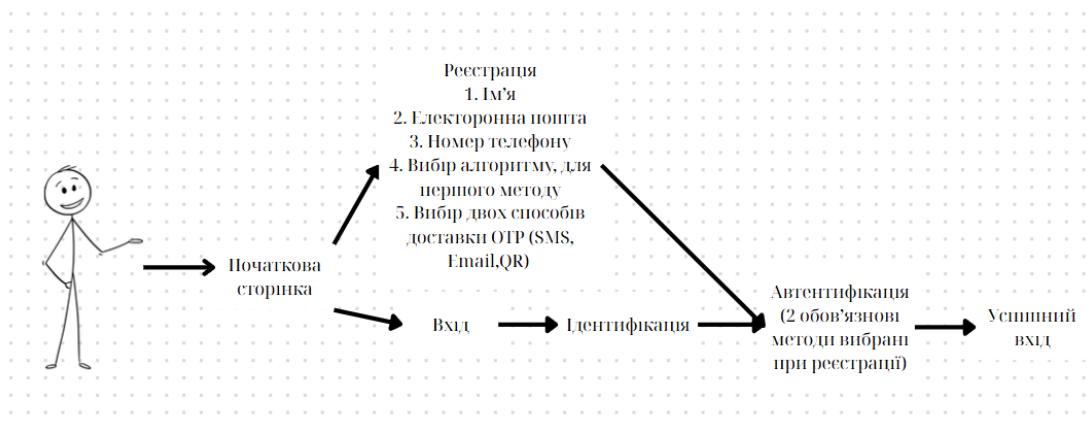 Реєстрація
1. Ім’я
2. Електоронна пошта
3. Номер телефону
4. Вибір алгоритму, для
першого методу
5. Вибір двох способів
доставки OTP (SMS,
Email,QR)
Початкова
сторінка
Вхід
Ідентифікація
Автентифікація
(2 обов’язнові
методи вибрані
при реєстрації)
Успішний
вхід